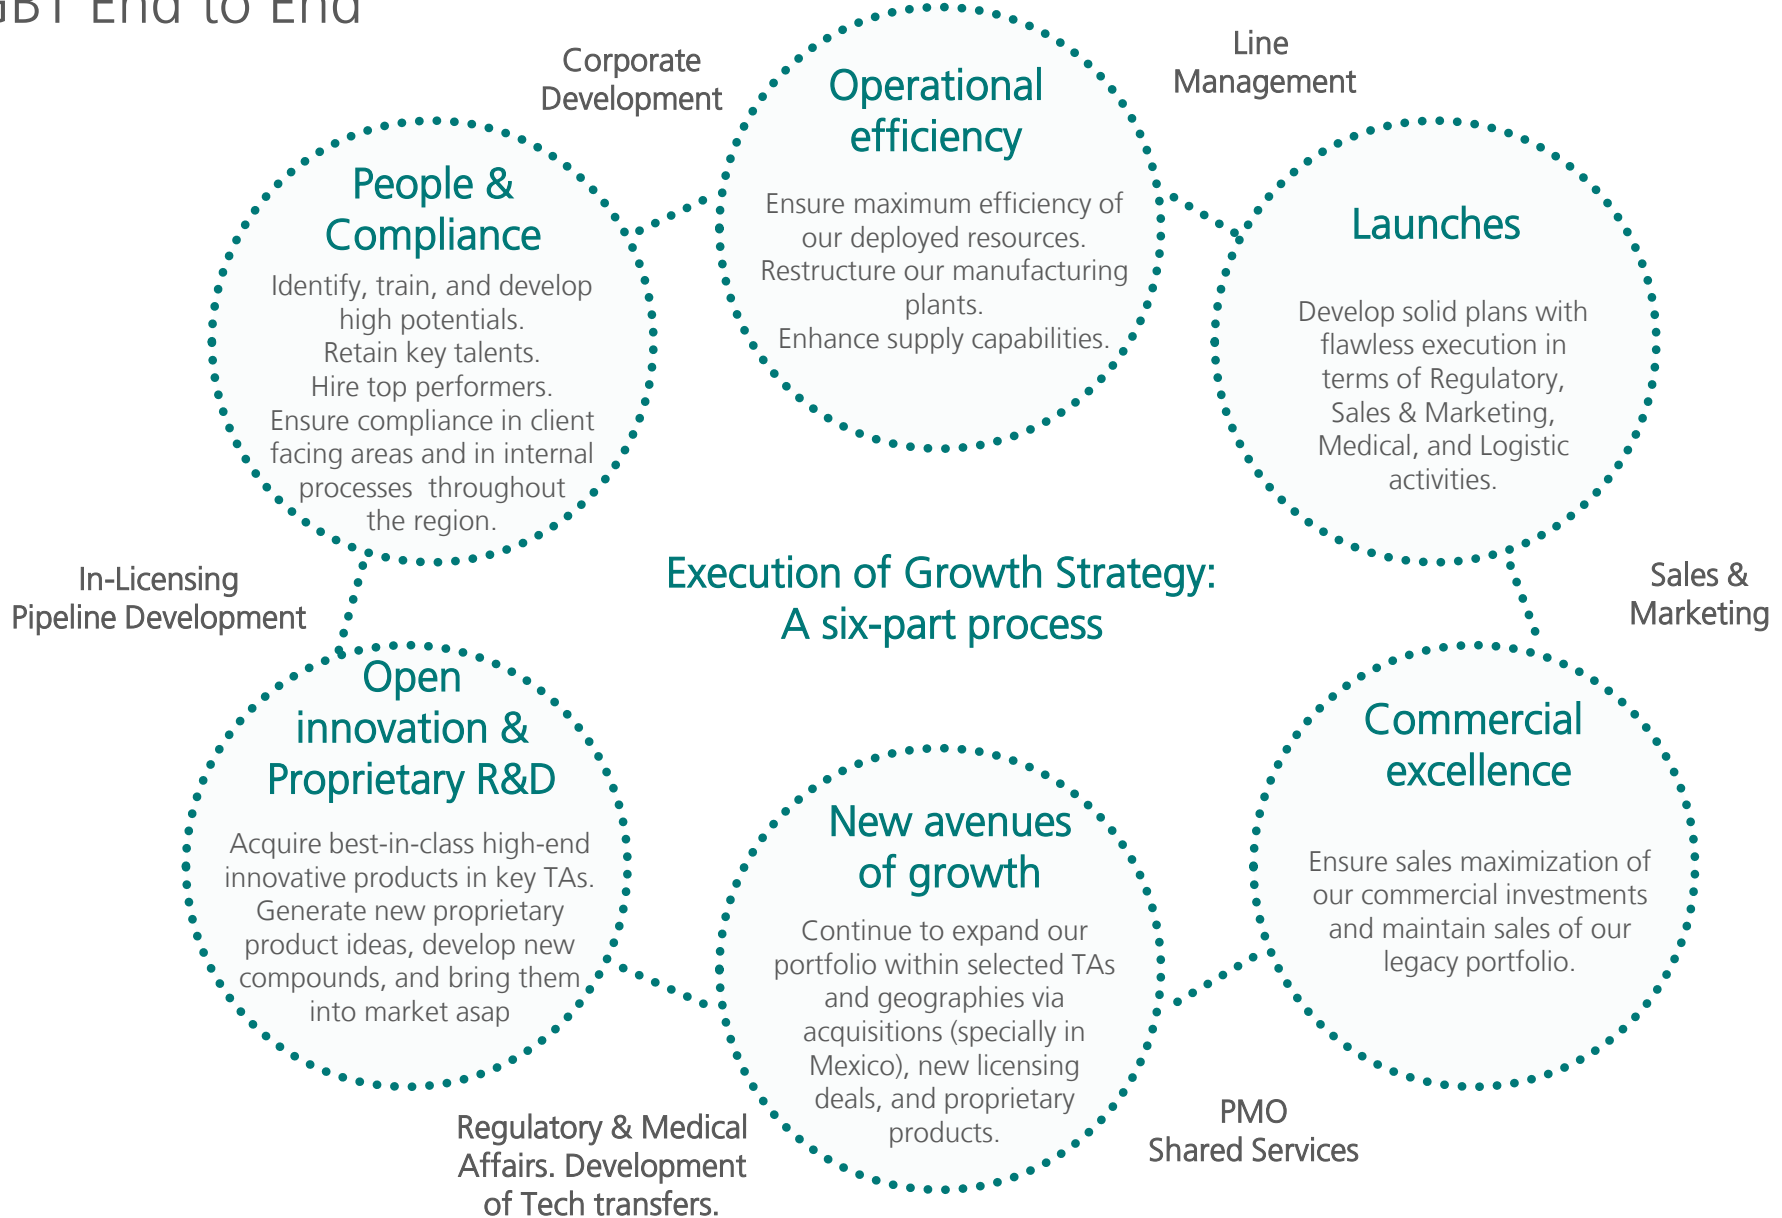 GBT End to End
Corporate
Development
Line
Management
Operational
efficiency
Ensure maximum efficiency of
our deployed resources.
Restructure our manufacturing
plants.
Enhance supply capabilities.
People &
Compliance
Identify, train, and develop
high potentials.
Retain key talents.
Hire top performers.
Ensure compliance in client
facing areas and in internal
processes  throughout
the region.
Launches
Develop solid plans with
flawless execution in
terms of Regulatory,
Sales & Marketing,
Medical, and Logistic
activities.
Execution of Growth Strategy:
A six-part process
In-Licensing
Pipeline Development
Sales &
Marketing
Open
innovation &
Proprietary R&D
Acquire best-in-class high-end
innovative products in key TAs.
Generate new proprietary
product ideas, develop new
compounds, and bring them
into market asap
New avenues
of growth
Continue to expand our
portfolio within selected TAs
and geographies via
acquisitions (specially in
Mexico), new licensing
deals, and proprietary
products.
Commercial
excellence
Ensure sales maximization of
our commercial investments
and maintain sales of our
legacy portfolio.
Regulatory & Medical
Affairs. Development
of Tech transfers.
PMO
Shared Services